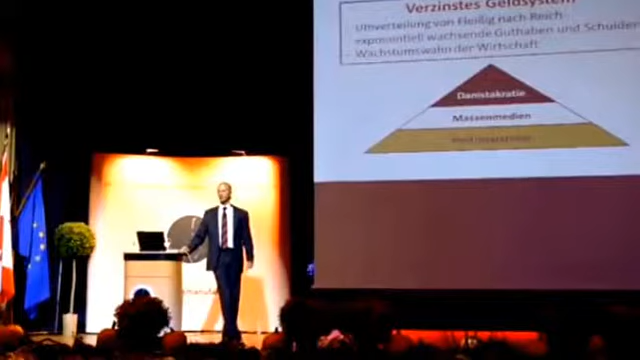 Verzinstes Geldsystem
Umverteilung von Fleißig nach Reich
exponentiell wachsende Guthaben und Schulden
Wachstumswahn der Wirtschaft
Danistakratie
Massenmedien